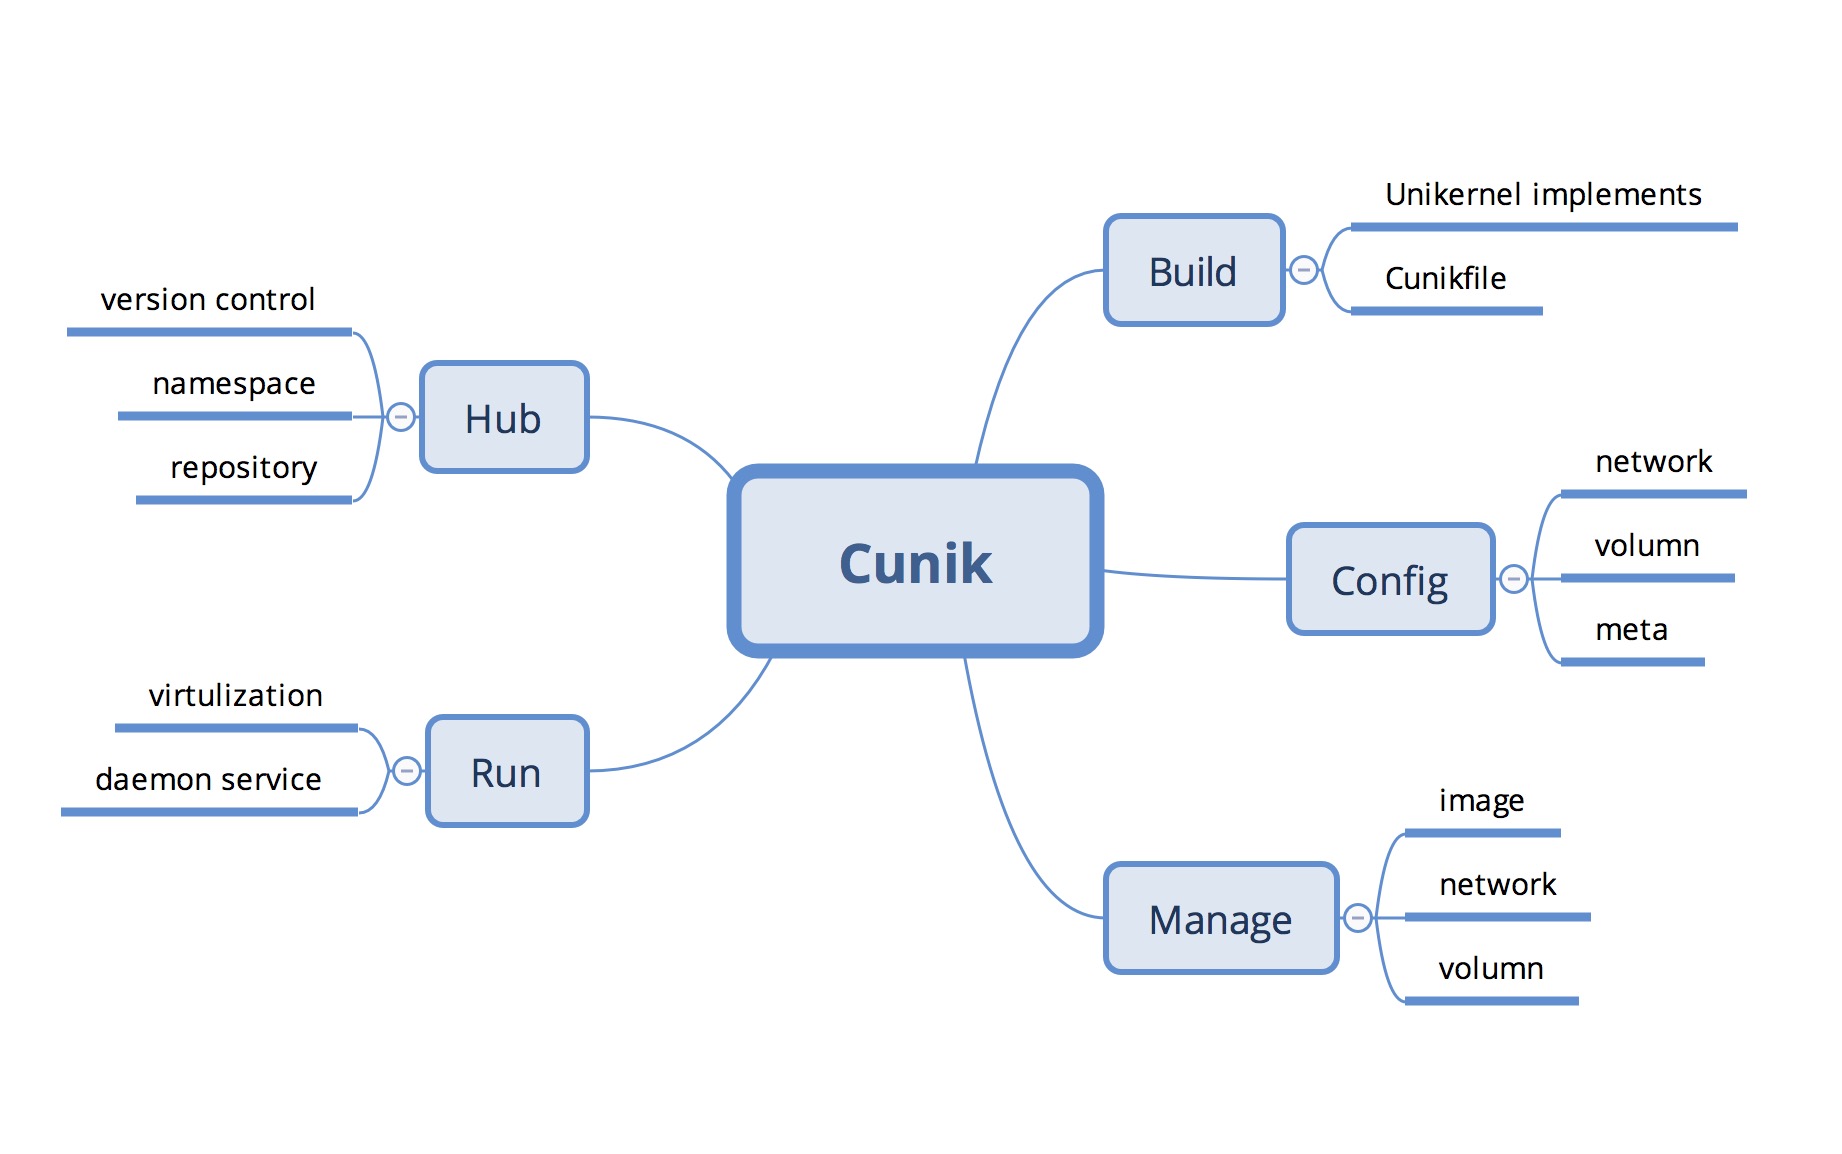 Cunik
Build
Unikernel implements
Cunikfile
Config
network
volumn
meta
Manage
image
network
volumn
Hub
version control
namespace
repository
Run
virtulization
daemon service